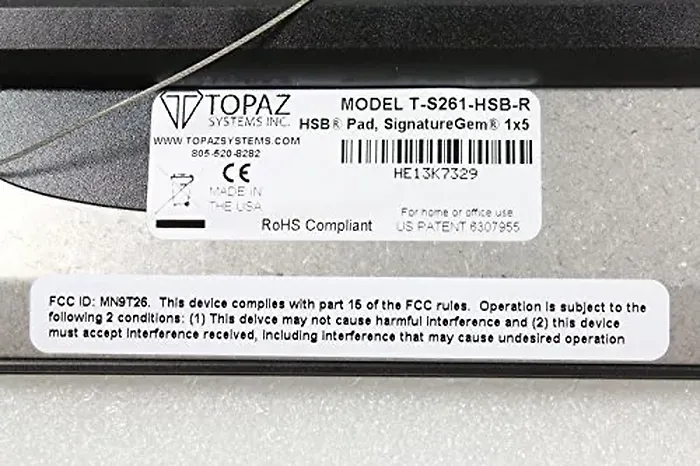 TOPAZ
SYSTEMS INC.
MODEL T-S261-HSB-R
HSB® Pad, SignatureGem® 1x5
WWW.TOPAZSYSTEMS.COM
805-520-8282
CE
MADE IN
THE USA
HE13K7329
RoHS Compliant
For home or office use
US PATENT 6307955
FCC ID: MN9T26. This device complies with part 15 of the FCC rules. Operation is subject to the
following 2 conditions: (1) This deivce may not cause harmful interference and (2) this device
must accept interference received, including interference that may cause undesired operation